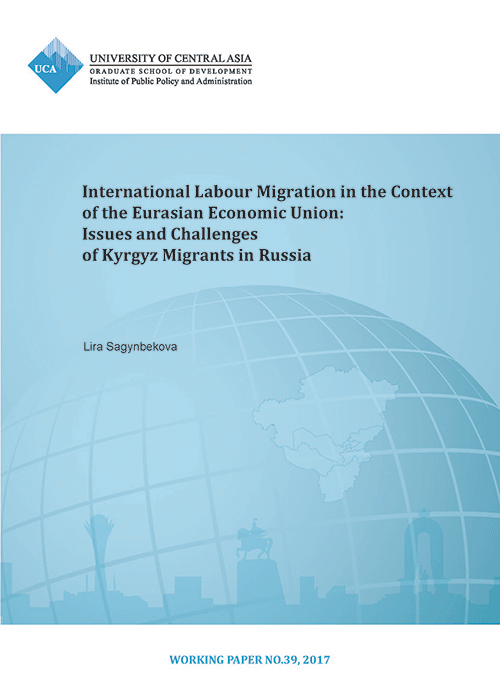 UCA
UNIVERSITY OF CENTRAL ASIA
GRADUATE SCHOOL OF DEVELOPMENT
Institute of Public Policy and Administration
International Labour Migration in the Context
of the Eurasian Economic Union:
Issues and Challenges
of Kyrgyz Migrants in Russia
Lira Sagynbekova
WORKING PAPER NO.39, 2017